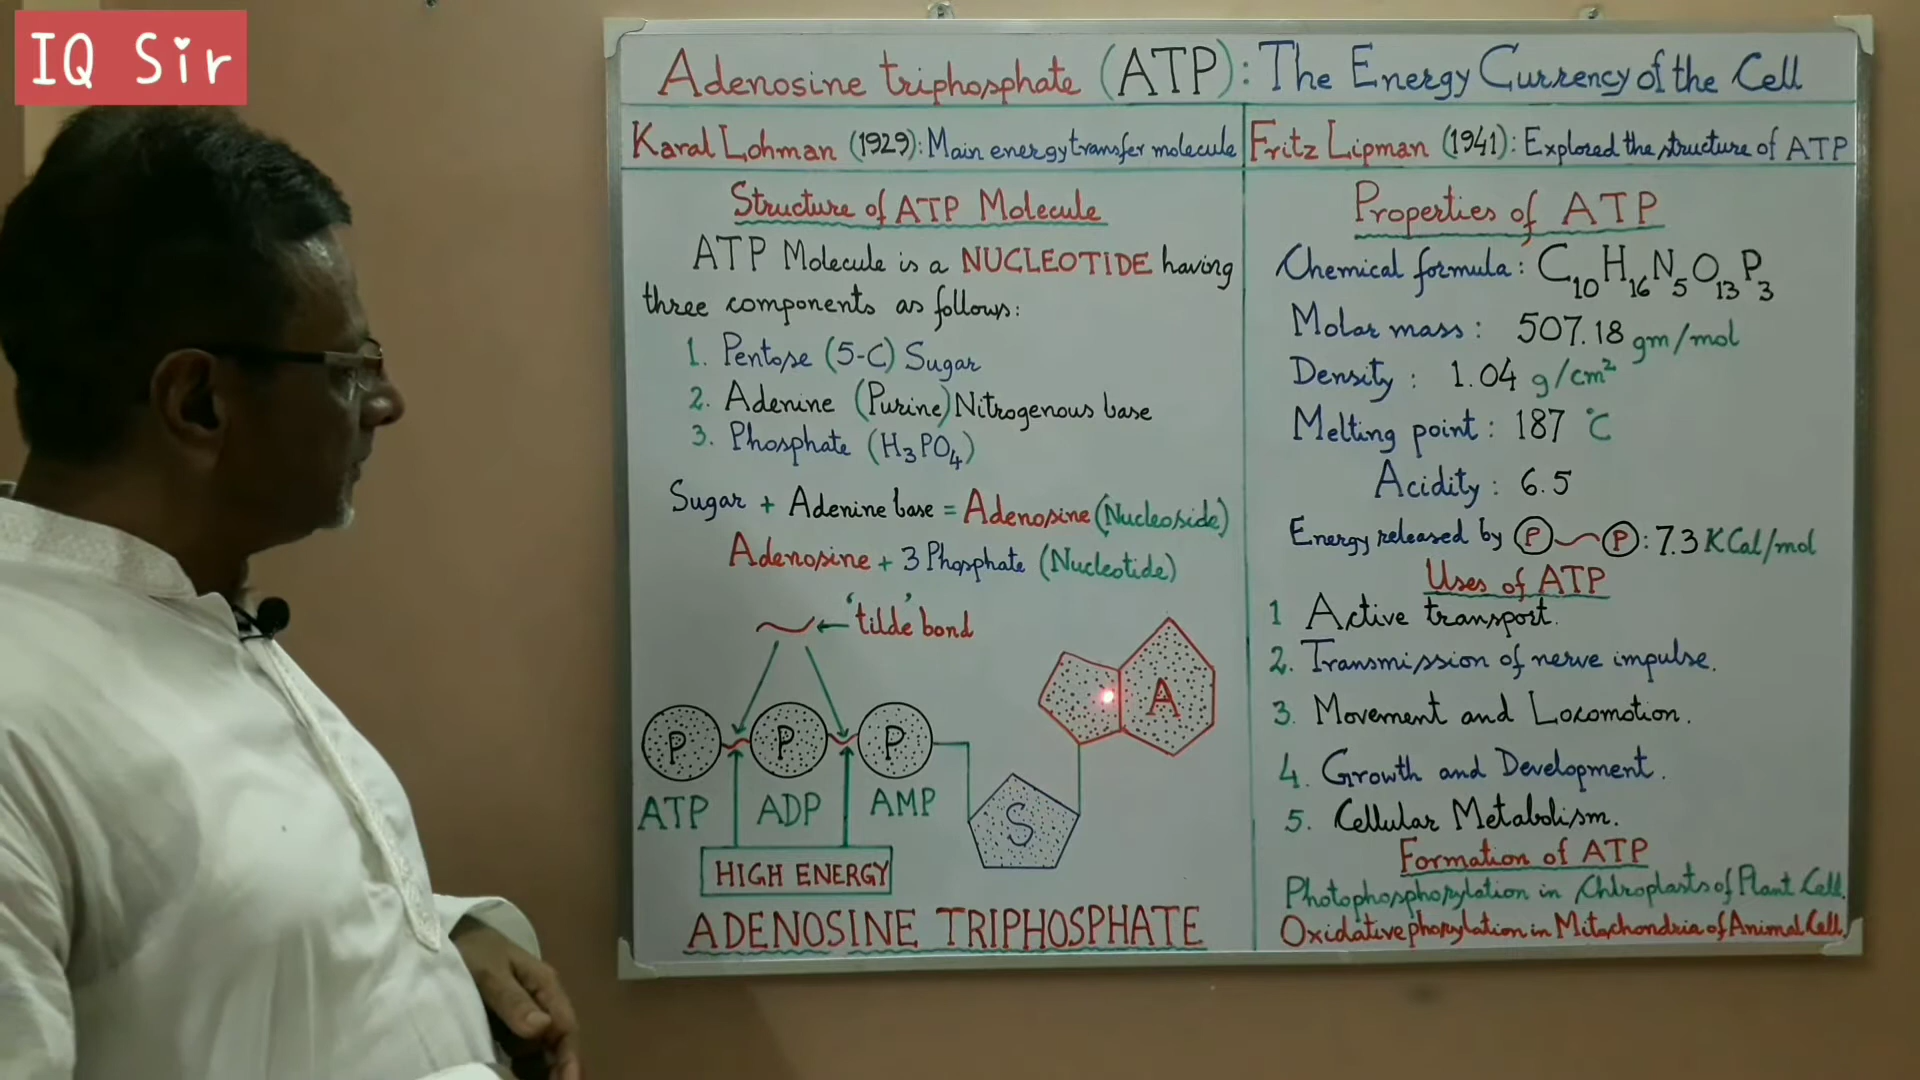 IQ Sir
Adenosine triphosphate (ATP): The Energy Currency of the Cell
Karal Lohman (1929): Main energy transfer molecule
Fritz Lipman (1941): Explored the structure of ATP
Structure of ATP Molecule
ATP Molecule is a NUCLEOTIDE having
three components as follows:
1. Pentose (5-C) Sugar
2. Adenine (Purine) Nitrogenous base
3. Phosphate (H₃PO₄)
Sugar + Adenine base = Adenosine (Nucleoside)
Adenosine + 3 Phosphate (Nucleotide)
~ ← 'tilde' bond
P ~ P ~ P
A
S
ATP ADP AMP
HIGH ENERGY
ADENOSINE TRIPHOSPHATE
Properties of ATP
Chemical formula: C₁₀H₁₆N₅O₁₃P₃
Molar mass: 507.18 gm/mol
Density: 1.04 g/cm²
Melting point: 187 °C
Acidity: 6.5
Energy released by P~P: 7.3 KCal/mol
Uses of ATP
1 Active transport.
2. Transmission of nerve impulse.
3. Movement and Locomotion.
4. Growth and Development.
5. Cellular Metabolism.
Formation of ATP
Photophosphorylation in Chloroplasts of Plant Cell.
Oxidative phorylation in Mitochondria of Animal Cell.